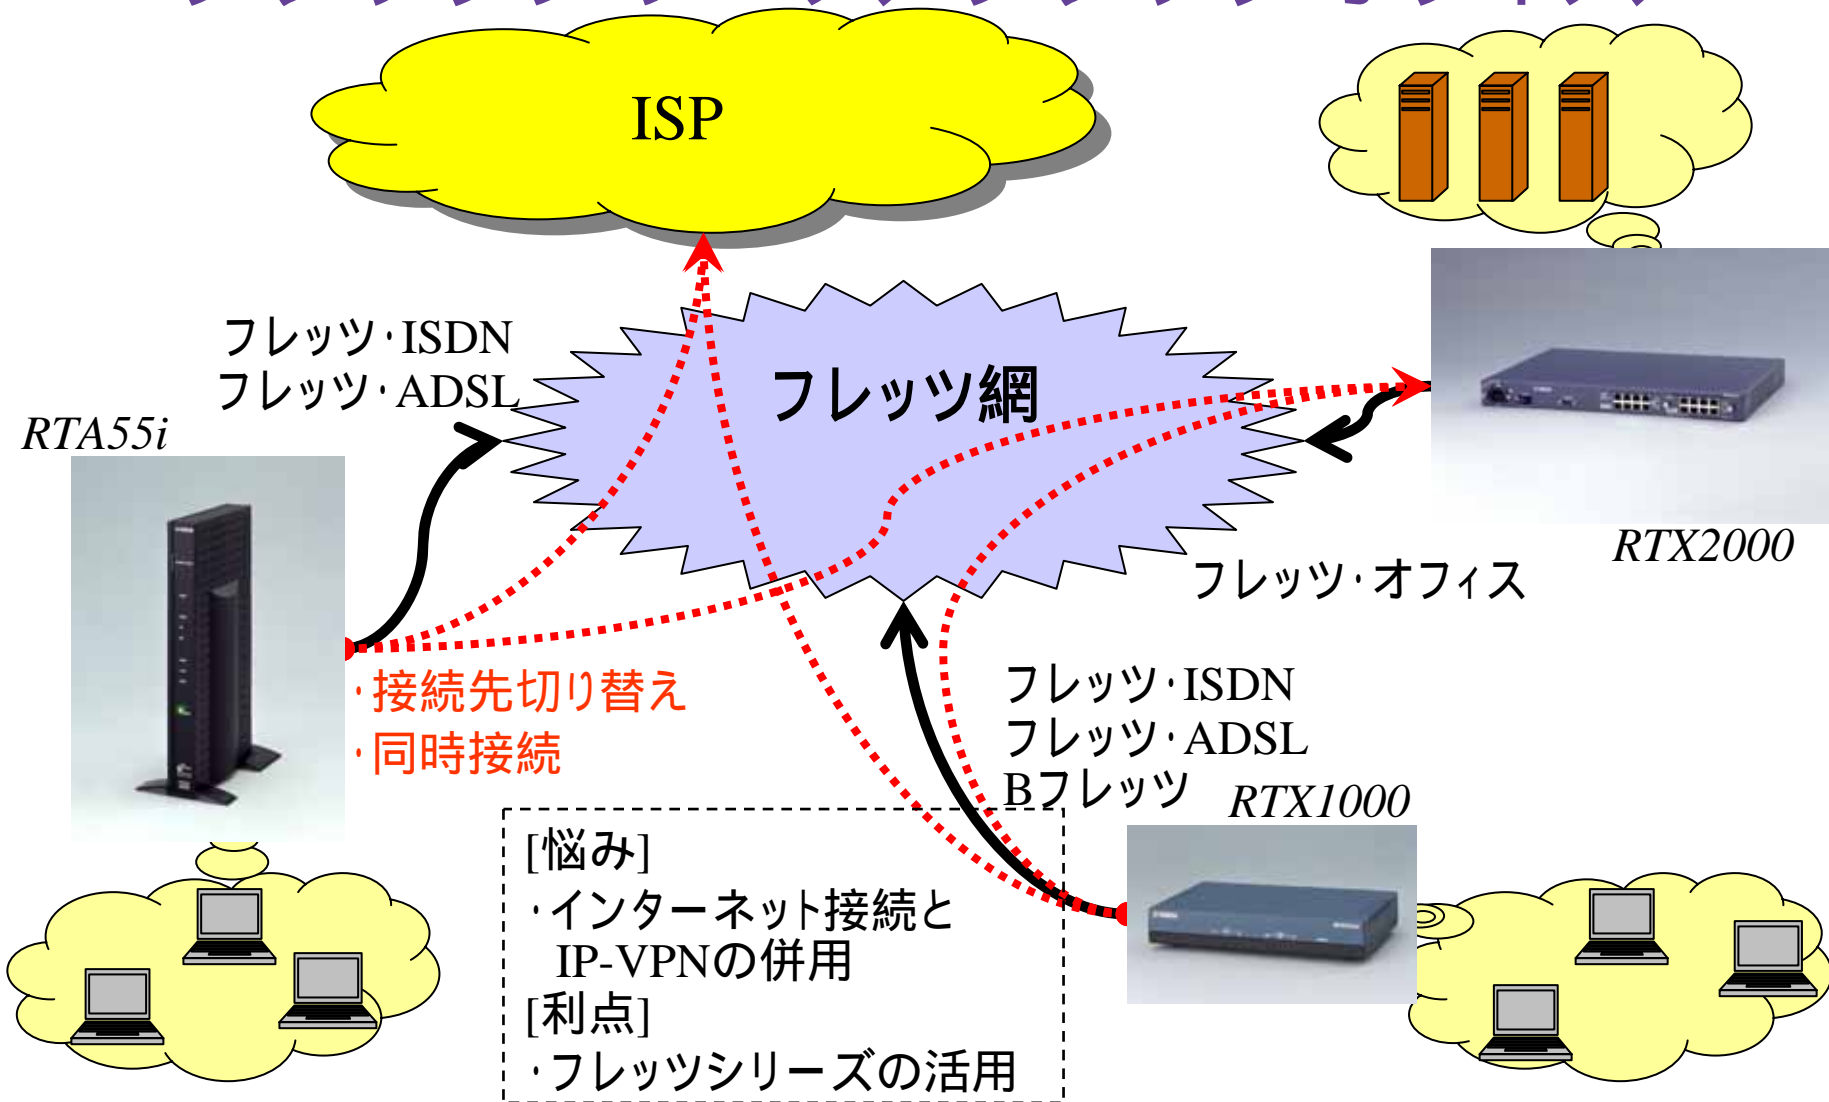 ISP
フレッツ・ISDN
フレッツ・ADSL
フレッツ網
RTA55i
RTX2000
フレッツ・オフィス
・接続先切り替え
・同時接続
フレッツ・ISDN
フレッツ・ADSL
Bフレッツ
RTX1000
[悩み]
・インターネット接続と
IP-VPNの併用
[利点]
・フレッツシリーズの活用